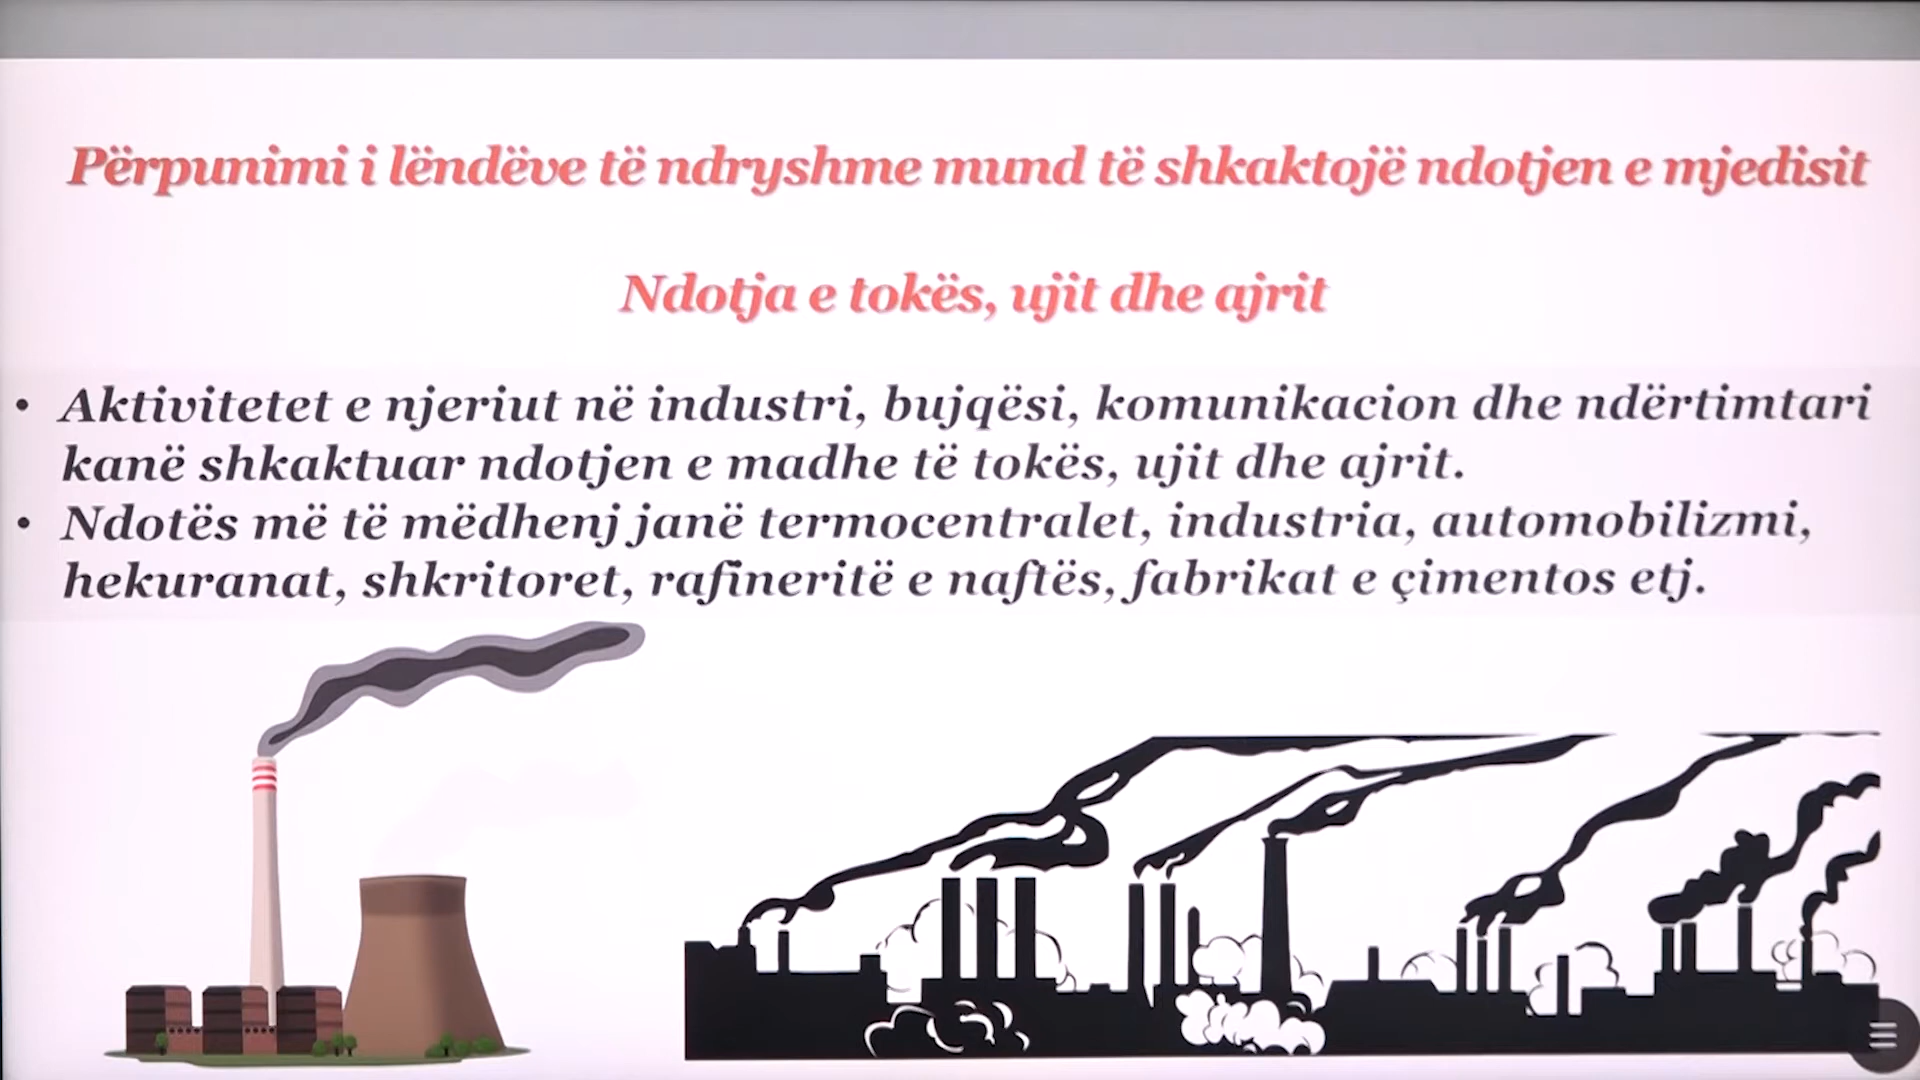 Përpunimi i lëndëve të ndryshme mund të shkaktojë ndotjen e mjedisit
Ndotja e tokës, ujit dhe ajrit
• Aktivitetet e njeriut në industri, bujqësi, komunikacion dhe ndërtimtari
kanë shkaktuar ndotjen e madhe të tokës, ujit dhe ajrit.
• Ndotës më të mëdhenj janë termocentralet, industria, automobilizmi,
hekuranat, shkritoret, rafineritë e naftës, fabrikat e çimentos etj.